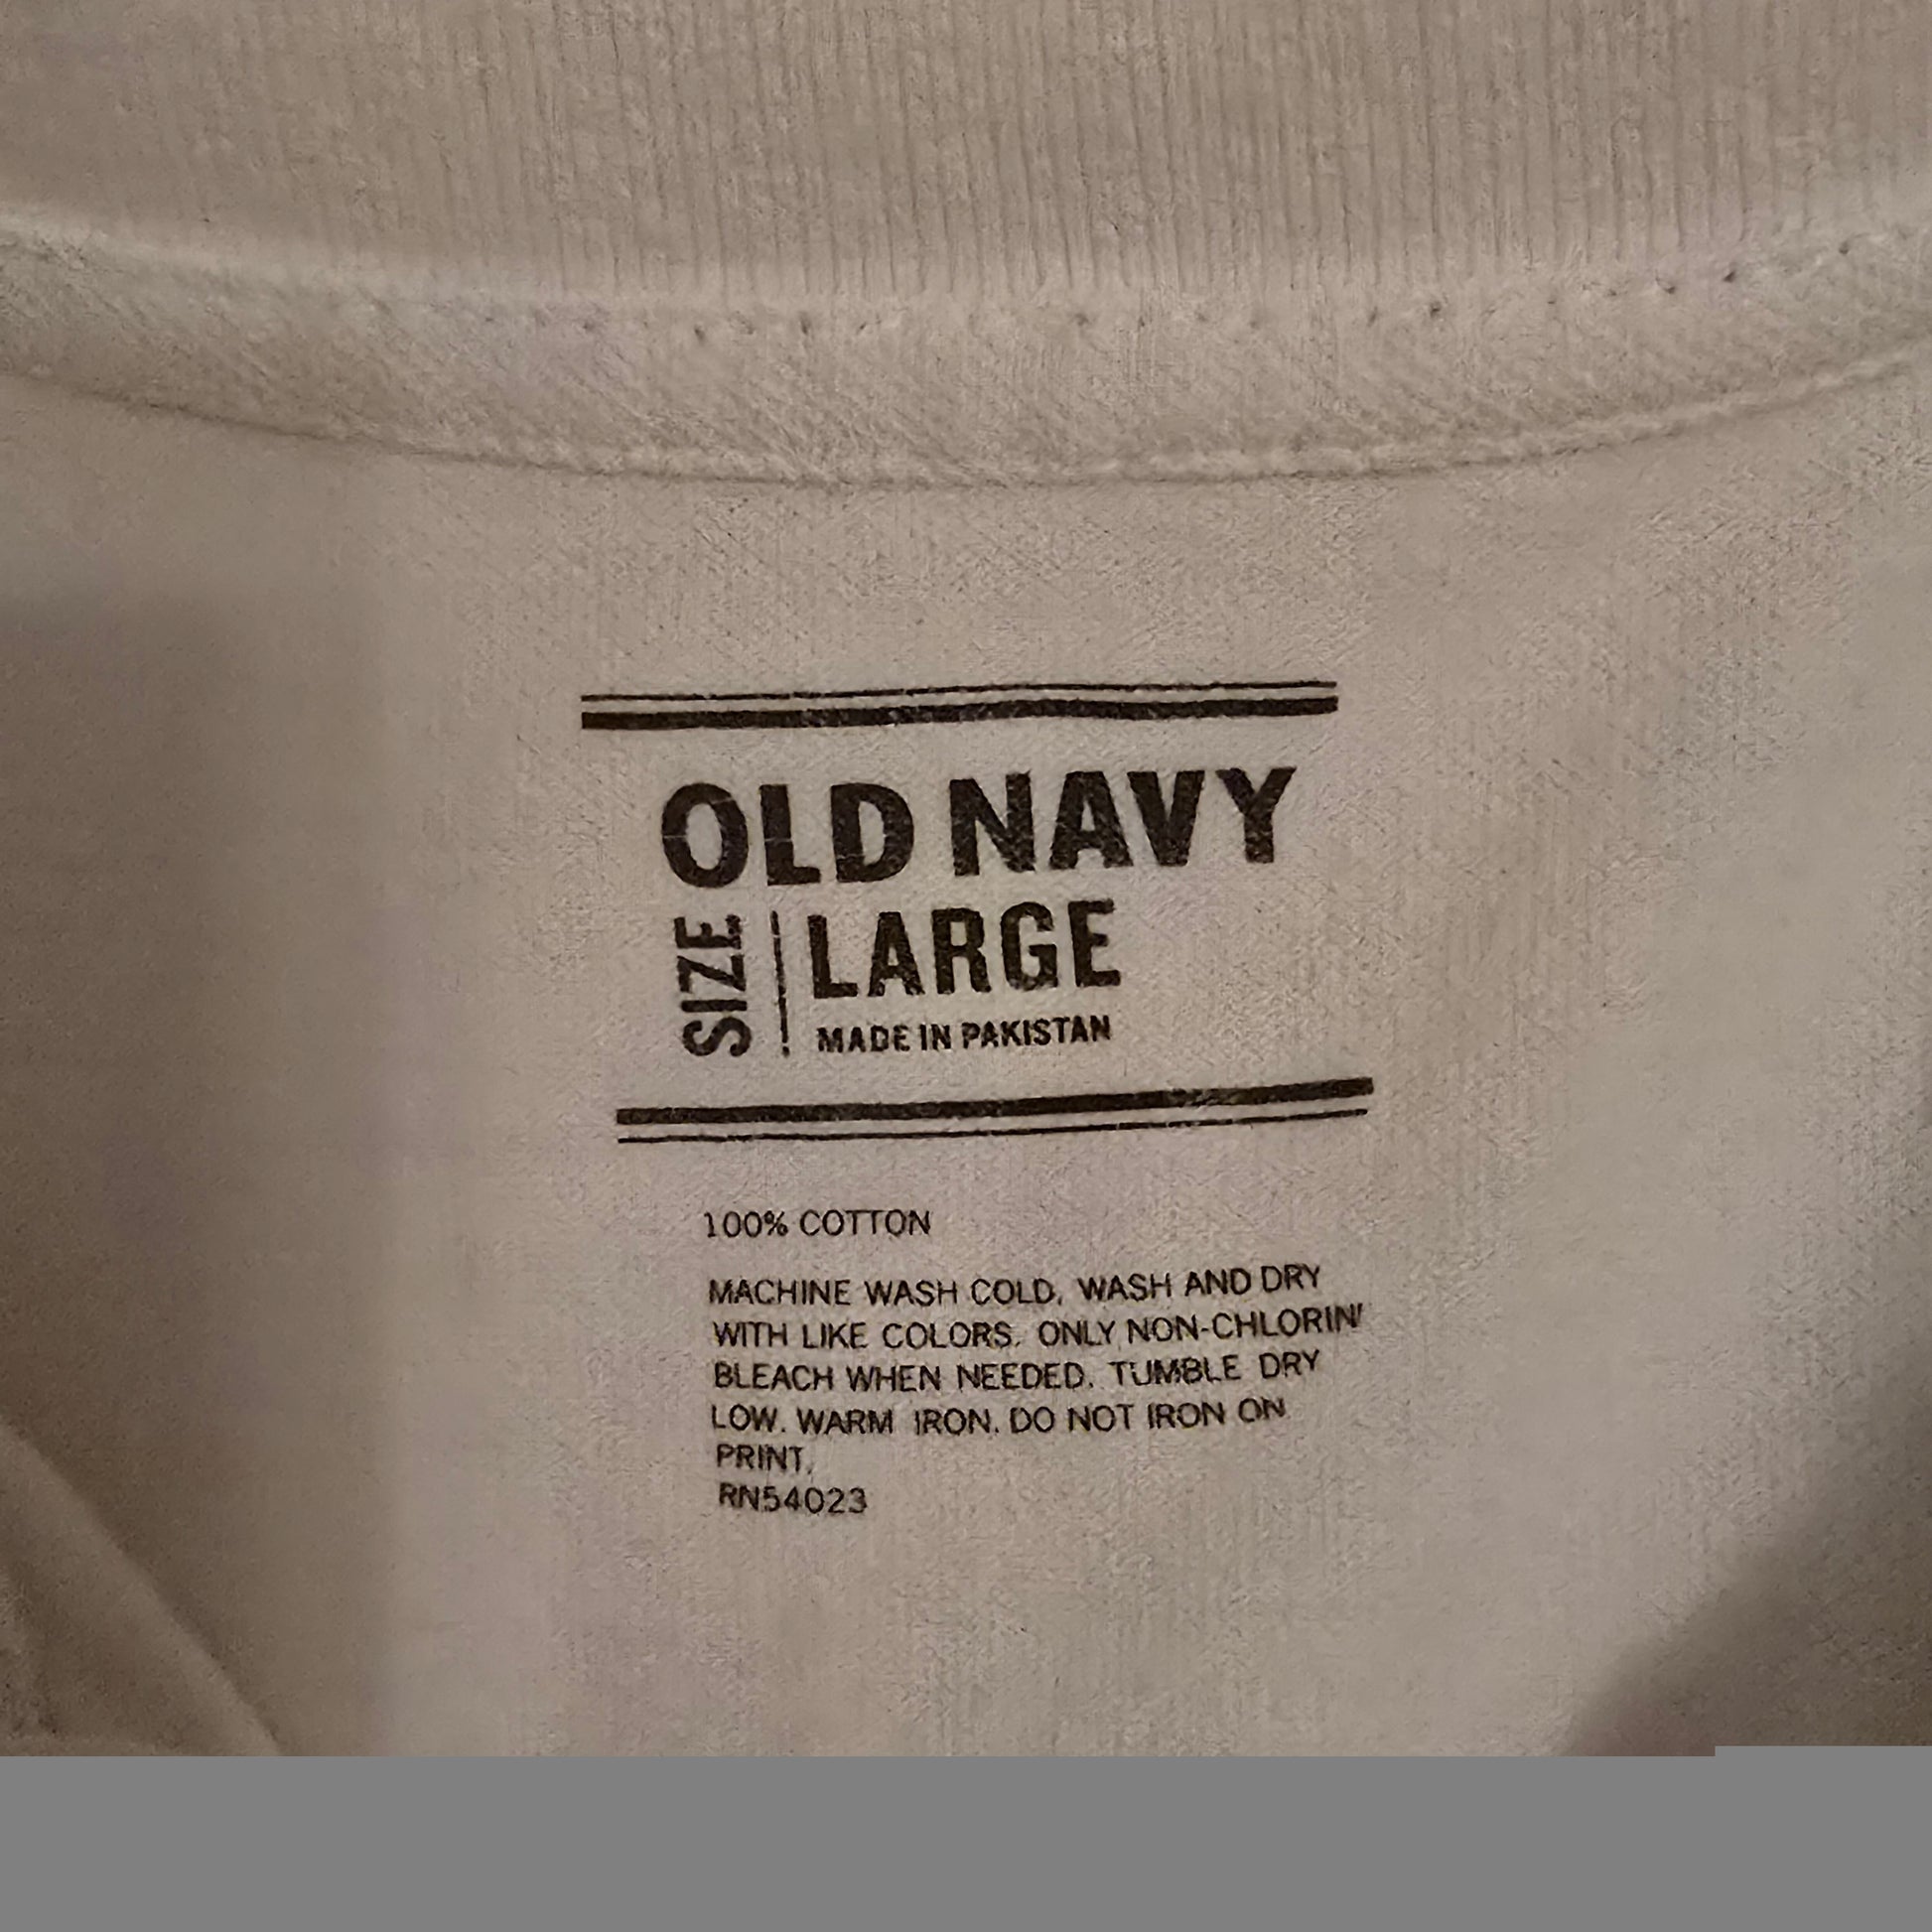 OLD NAVY
SIZE
LARGE
MADE IN PAKISTAN
100% COTTON
MACHINE WASH COLD, WASH AND DRY
WITH LIKE COLORS. ONLY NON-CHLORIN
BLEACH WHEN NEEDED. TUMBLE DRY
LOW. WARM IRON. DO NOT IRON ON
PRINT.
RN54023